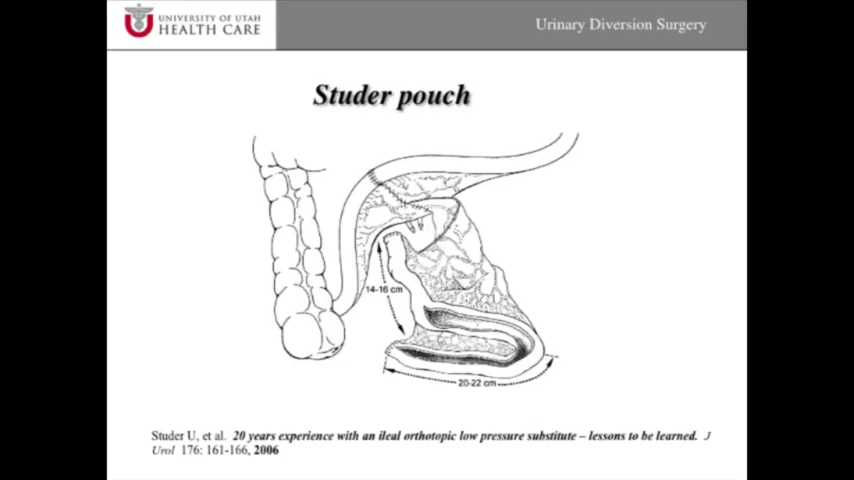 UNIVERSITY OF UTAH
HEALTH CARE
Urinary Diversion Surgery
Studer pouch
14-16 cm
20-22 cm
Studer U, et al. 20 years experience with an ileal orthotopic low pressure substitute – lessons to be learned. J
Urol 176: 161-166, 2006